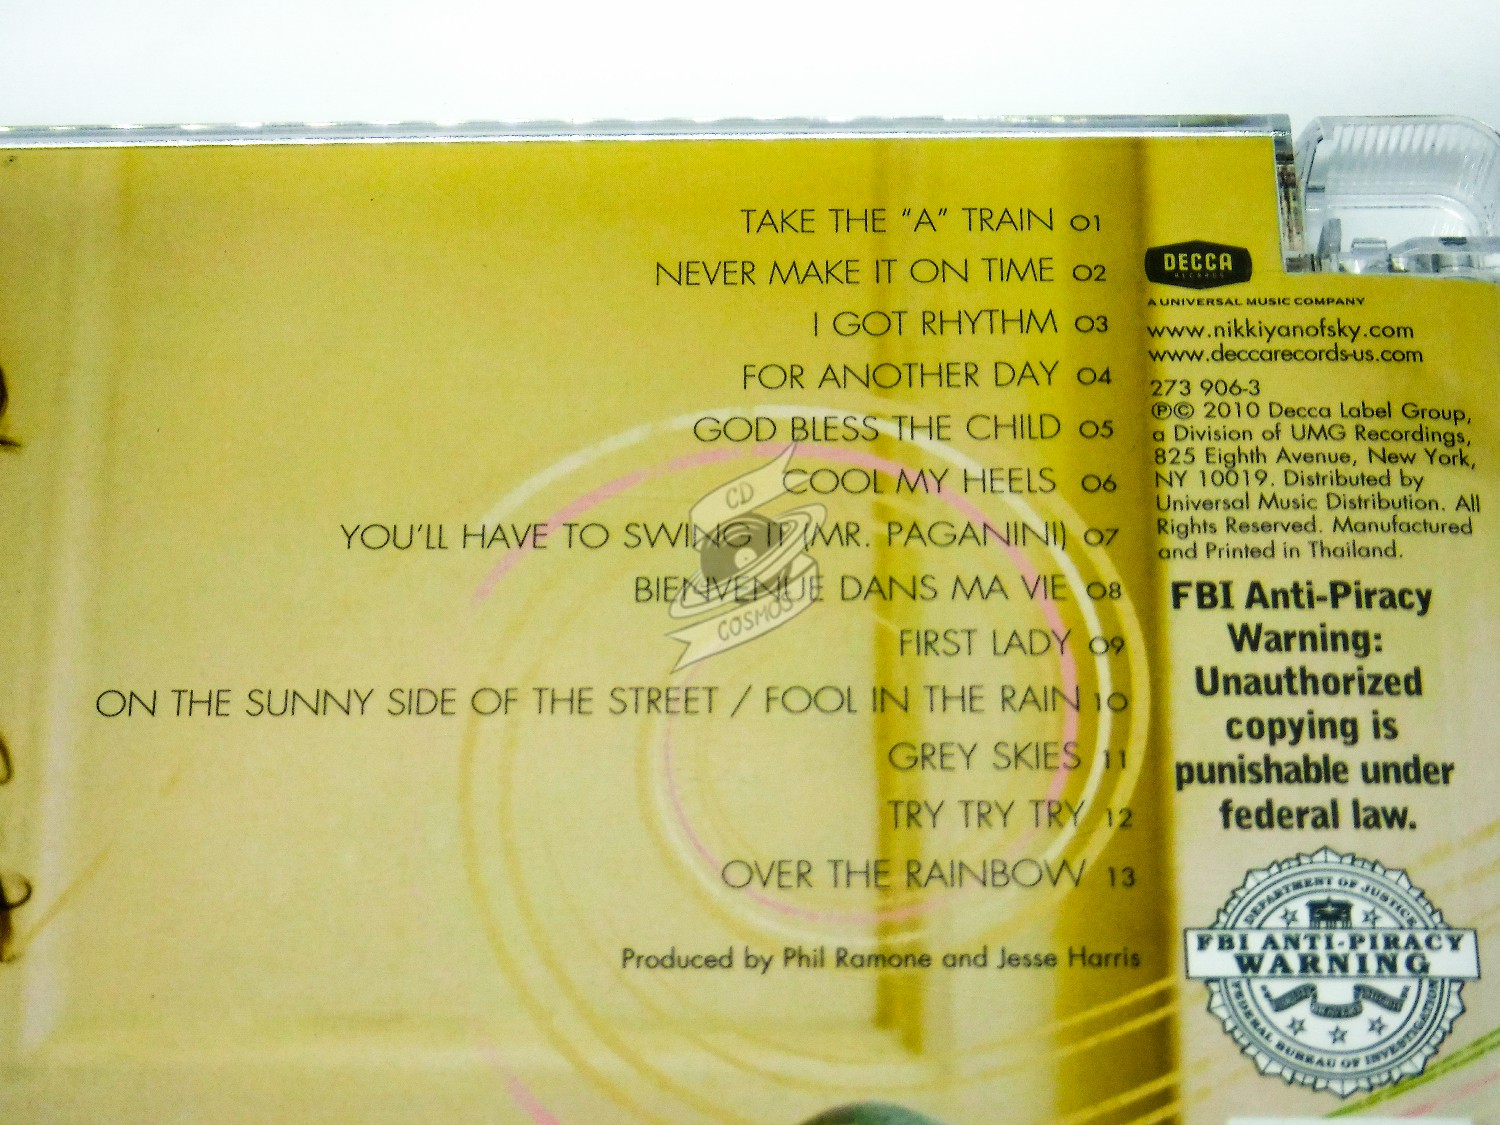 TAKE THE "A" TRAIN 01
NEVER MAKE IT ON TIME 02
I GOT RHYTHM 03
FOR ANOTHER DAY 04
GOD BLESS THE CHILD 05
COOL MY HEELS 06
YOU'LL HAVE TO SWING IT (MR. PAGANINI) 07
BIENVENUE DANS MA VIE 08
FIRST LADY 09
ON THE SUNNY SIDE OF THE STREET / FOOL IN THE RAIN 10
GREY SKIES 11
TRY TRY TRY 12
OVER THE RAINBOW 13
Produced by Phil Ramone and Jesse Harris
CD
COSMOS
DECCA
RECORDS
A UNIVERSAL MUSIC COMPANY
www.nikkiyanofsky.com
www.deccarecords-us.com
273 906-3
℗© 2010 Decca Label Group,
a Division of UMG Recordings,
825 Eighth Avenue, New York,
NY 10019. Distributed by
Universal Music Distribution. All
Rights Reserved. Manufactured
and Printed in Thailand.
FBI Anti-Piracy
Warning:
Unauthorized
copying is
punishable under
federal law.
DEPARTMENT OF JUSTICE
FBI ANTI-PIRACY
WARNING
FEDERAL BUREAU OF INVESTIGATION